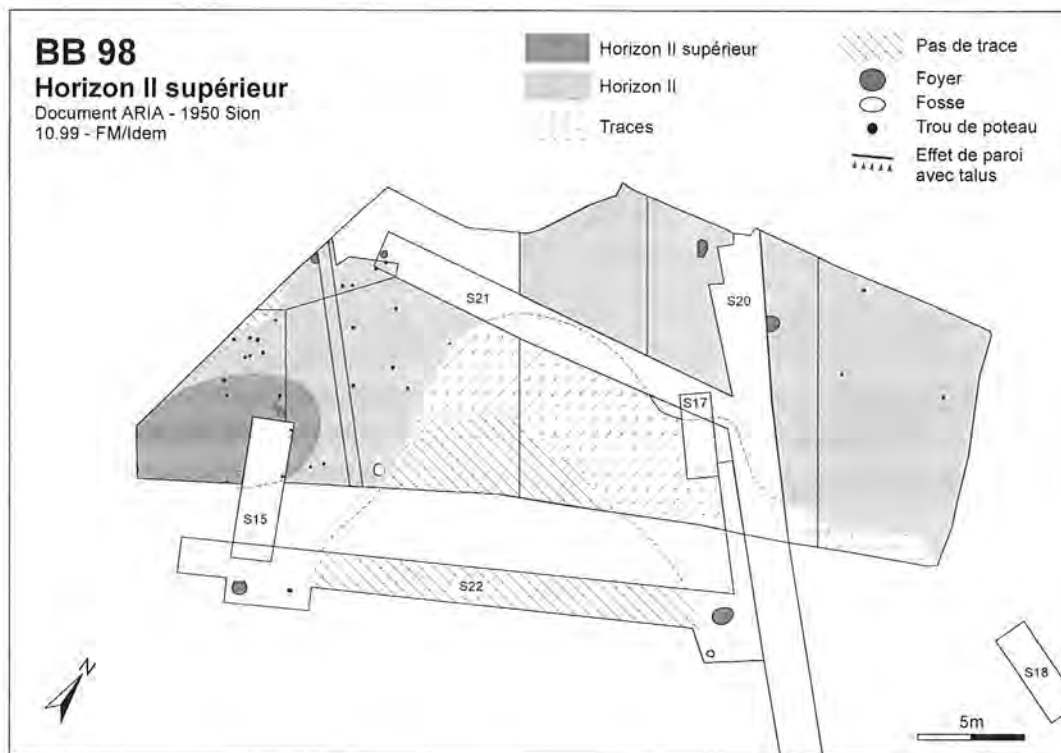 BB 98
Horizon II supérieur
Document ARIA - 1950 Sion
10.99 - FM/Idem
Horizon II supérieur
Horizon II
Traces
Pas de trace
Foyer
Fosse
Trou de poteau
Effet de paroi
avec talus
S21
S20
S17
S15
S22
S18
N
5m